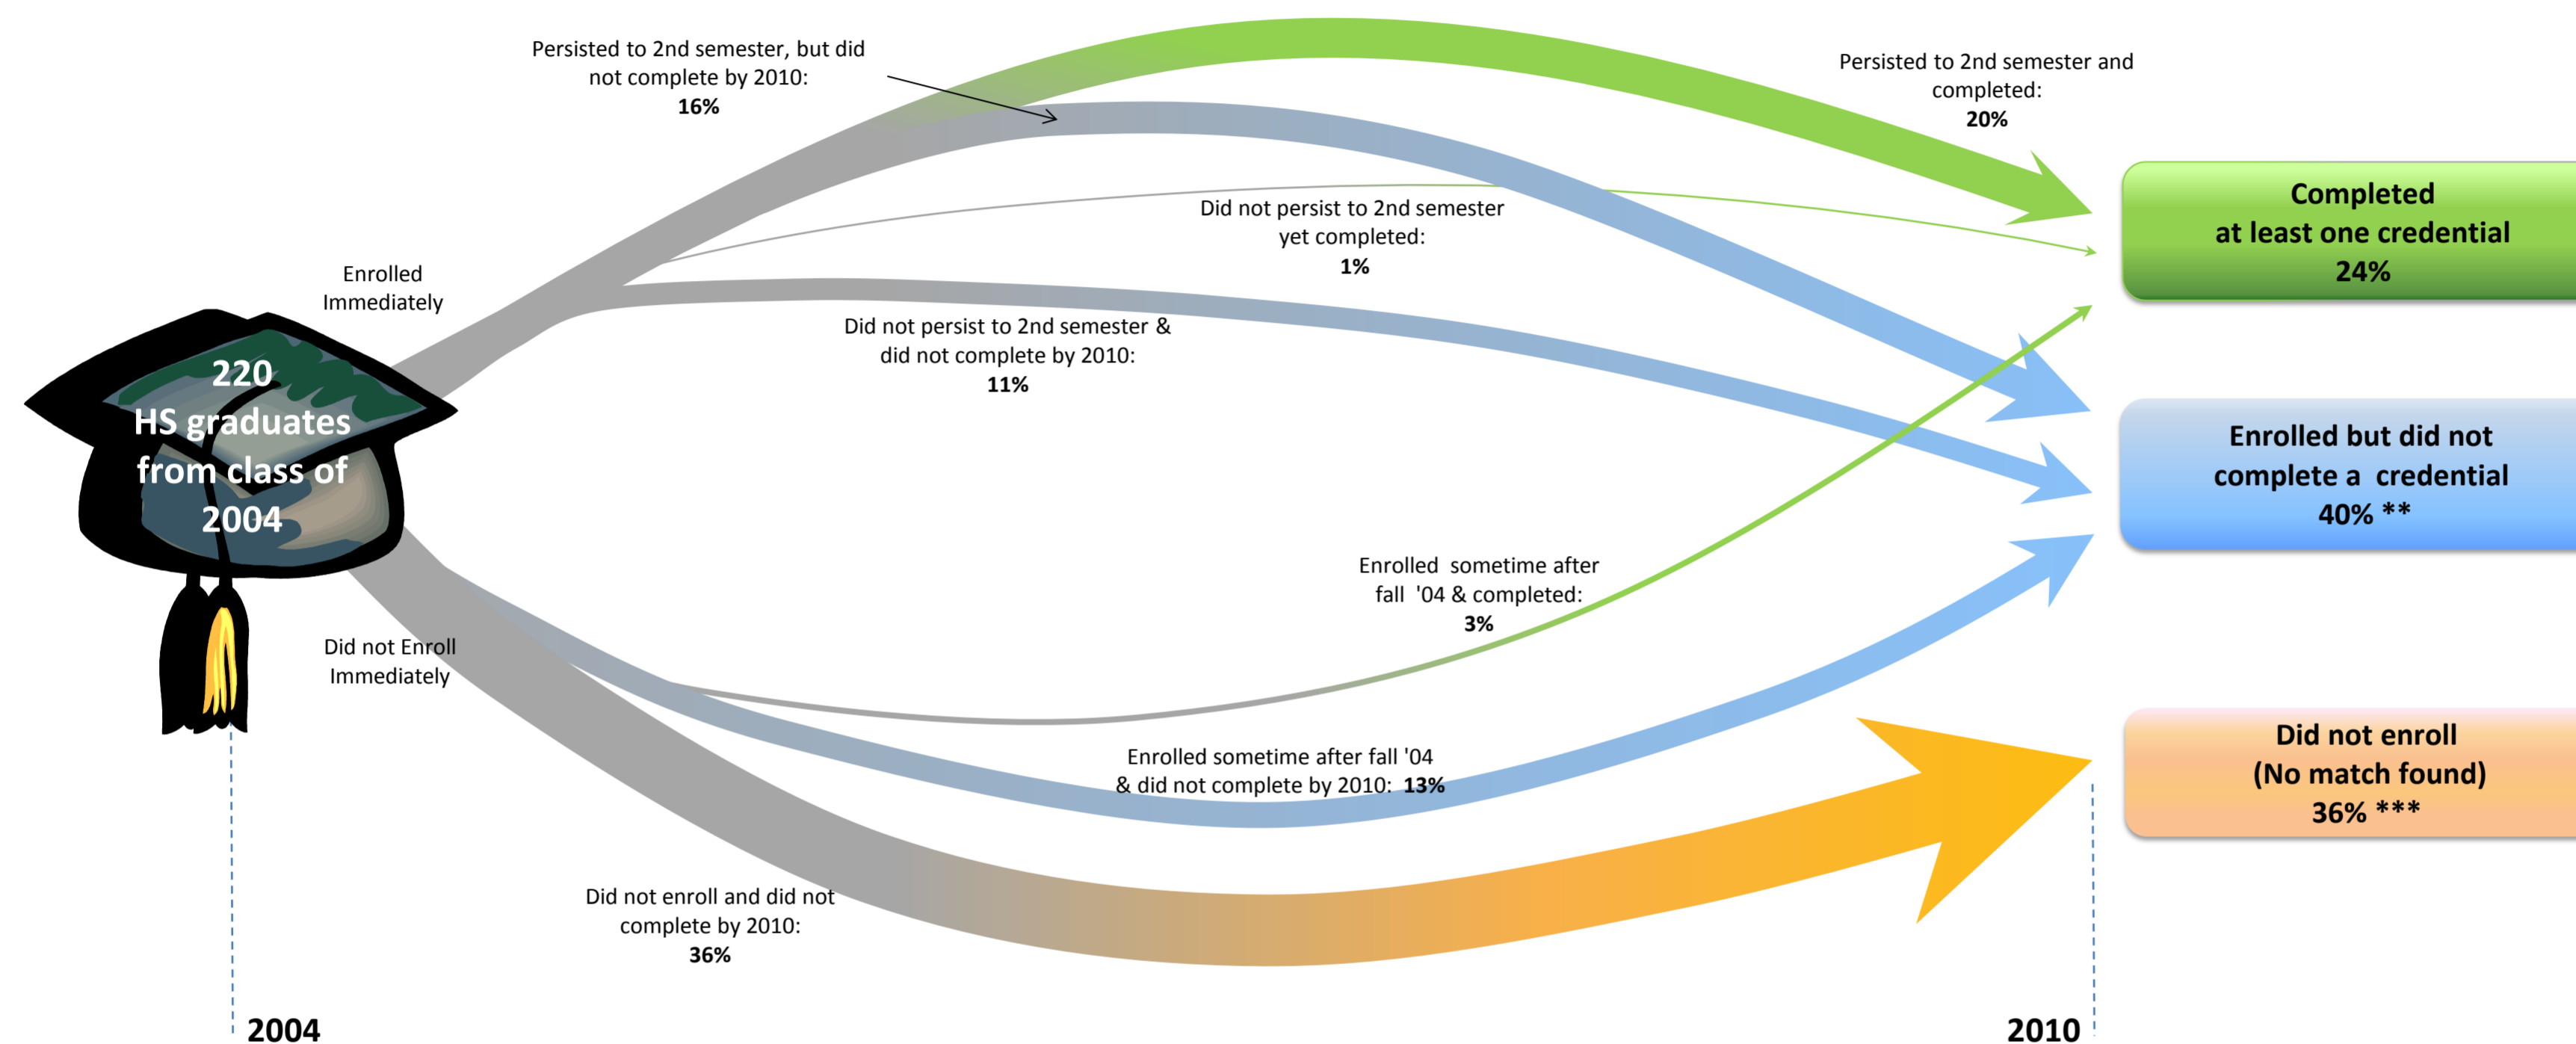 Persisted to 2nd semester, but did
not complete by 2010:
16%
Persisted to 2nd semester and
completed:
20%
Completed
at least one credential
24%
Did not persist to 2nd semester
yet completed:
1%
Enrolled
Immediately
Did not persist to 2nd semester &
did not complete by 2010:
11%
220
HS graduates
from class of
2004
Enrolled but did not
complete a  credential
40% **
Enrolled  sometime after
fall  '04 & completed:
3%
Did not Enroll
Immediately
Enrolled sometime after fall '04
& did not complete by 2010:  13%
Did not enroll
(No match found)
36% ***
Did not enroll and did not
complete by 2010:
36%
2004
2010